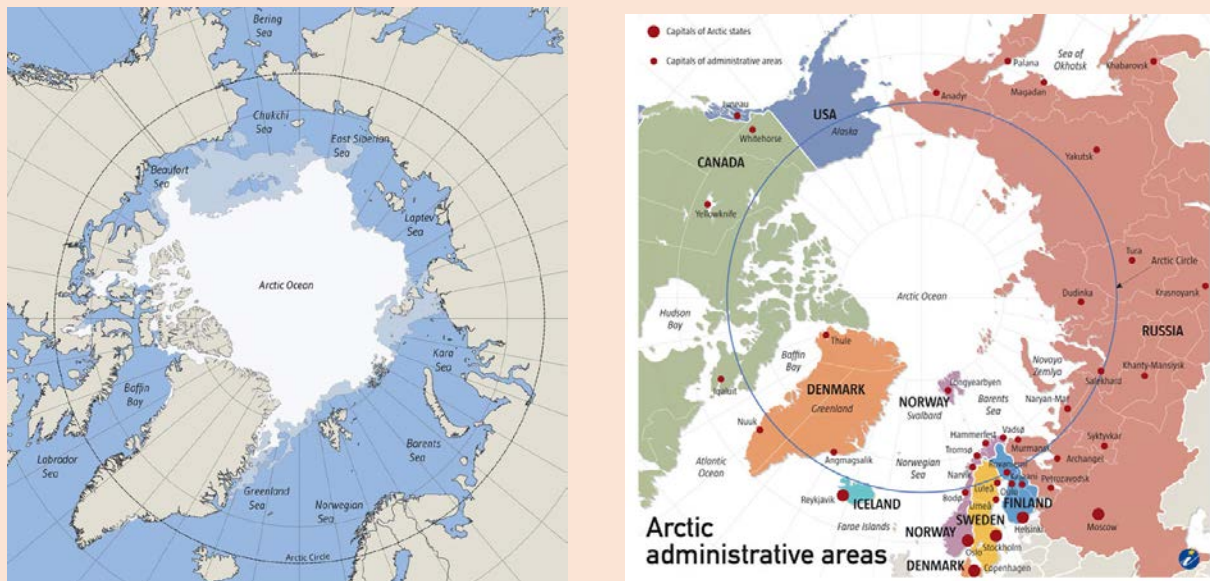 Bering
Sea
Chukchi
Sea
East Siberian
Sea
Beaufort
Sea
Laptev
Sea
Arctic Ocean
Kara
Sea
Baffin
Bay
Barents
Sea
Labrador
Sea
Greenland
Sea
Norwegian
Sea
Arctic Circle
Capitals of Arctic states
Capitals of administrative areas
Palana
Sea of
Okhotsk
Khabarovsk
Magadan
Anadyr
Juneau
USA
Alaska
Whitehorse
CANADA
Yakutsk
Yellowknife
Tura
Arctic Circle
Krasnoyarsk
Dudinka
Arctic Ocean
Hudson
Bay
RUSSIA
Thule
Baffin
Bay
Novaya
Zemlya
Khanty-Mansiysk
Salekhard
Iqaluit
DENMARK
Greenland
Longyearbyen
NORWAY
Svalbard
Barents
Sea
Naryan-Mar
Nuuk
Hammerfest
Vadsø
Syktyvkar
Tromsø
Murmansk
Archangel
Atlantic
Ocean
Angmagsalik
Norwegian
Sea
Narvik
Rovaniemi
Petrozavodsk
Luleå
Oulu
Bodø
Umeå
Reykjavik
ICELAND
FINLAND
Faroe Islands
SWEDEN
Helsinki
Moscow
NORWAY
Oslo
Stockholm
DENMARK
Copenhagen
Arctic
administrative areas